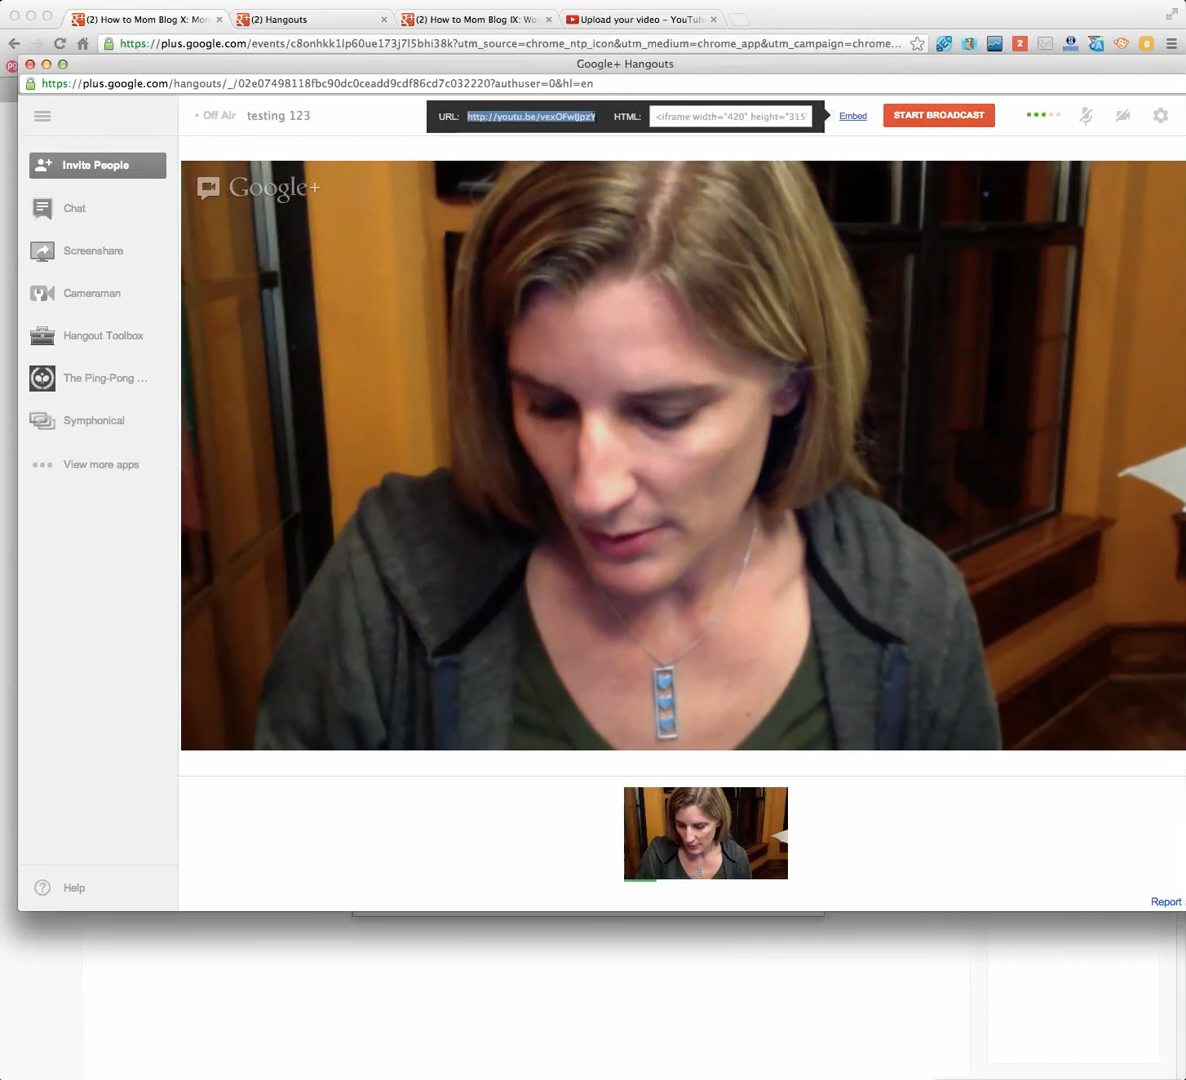 (2) How to Mom Blog X: Mom
(2) Hangouts
(2) How to Mom Blog IX: Wo
Upload your video – YouTub
https://plus.google.com/events/c8onhkk1lp60ue173j7l5bhi38k?utm_source=chrome_ntp_icon&utm_medium=chrome_app&utm_campaign=chrome...
2
0
Google+ Hangouts
https://plus.google.com/hangouts/_/02e07498118fbc90dc0ceadd9cdf86cd7c032220?authuser=0&hl=en
Off Air
testing 123
URL: http://youtu.be/vexOFwlJpzY
HTML: <iframe width="420" height="315"
Embed
START BROADCAST
Invite People
Google+
Chat
Screenshare
Cameraman
Hangout Toolbox
The Ping-Pong ...
Symphonical
View more apps
Help
Report